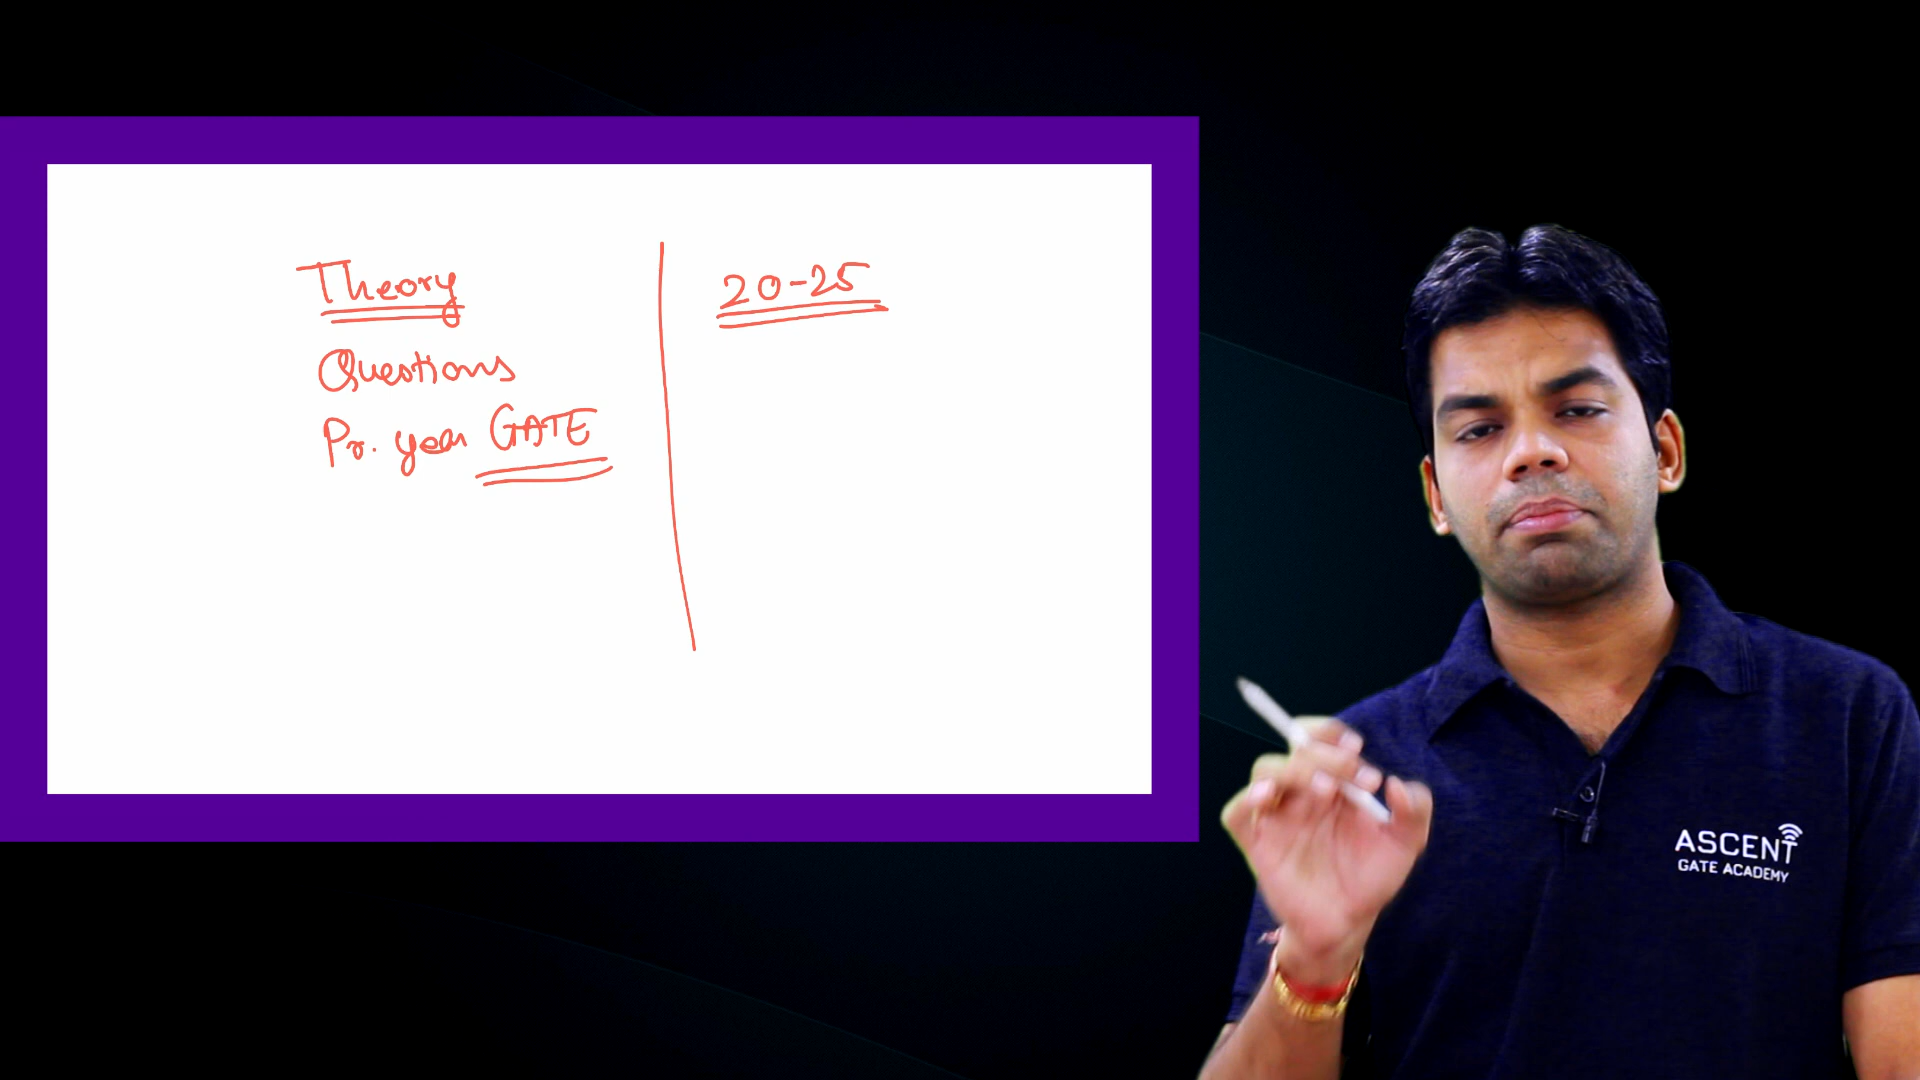 Theory
Questions
Pr. year GATE
20-25
ASCENT
GATE ACADEMY